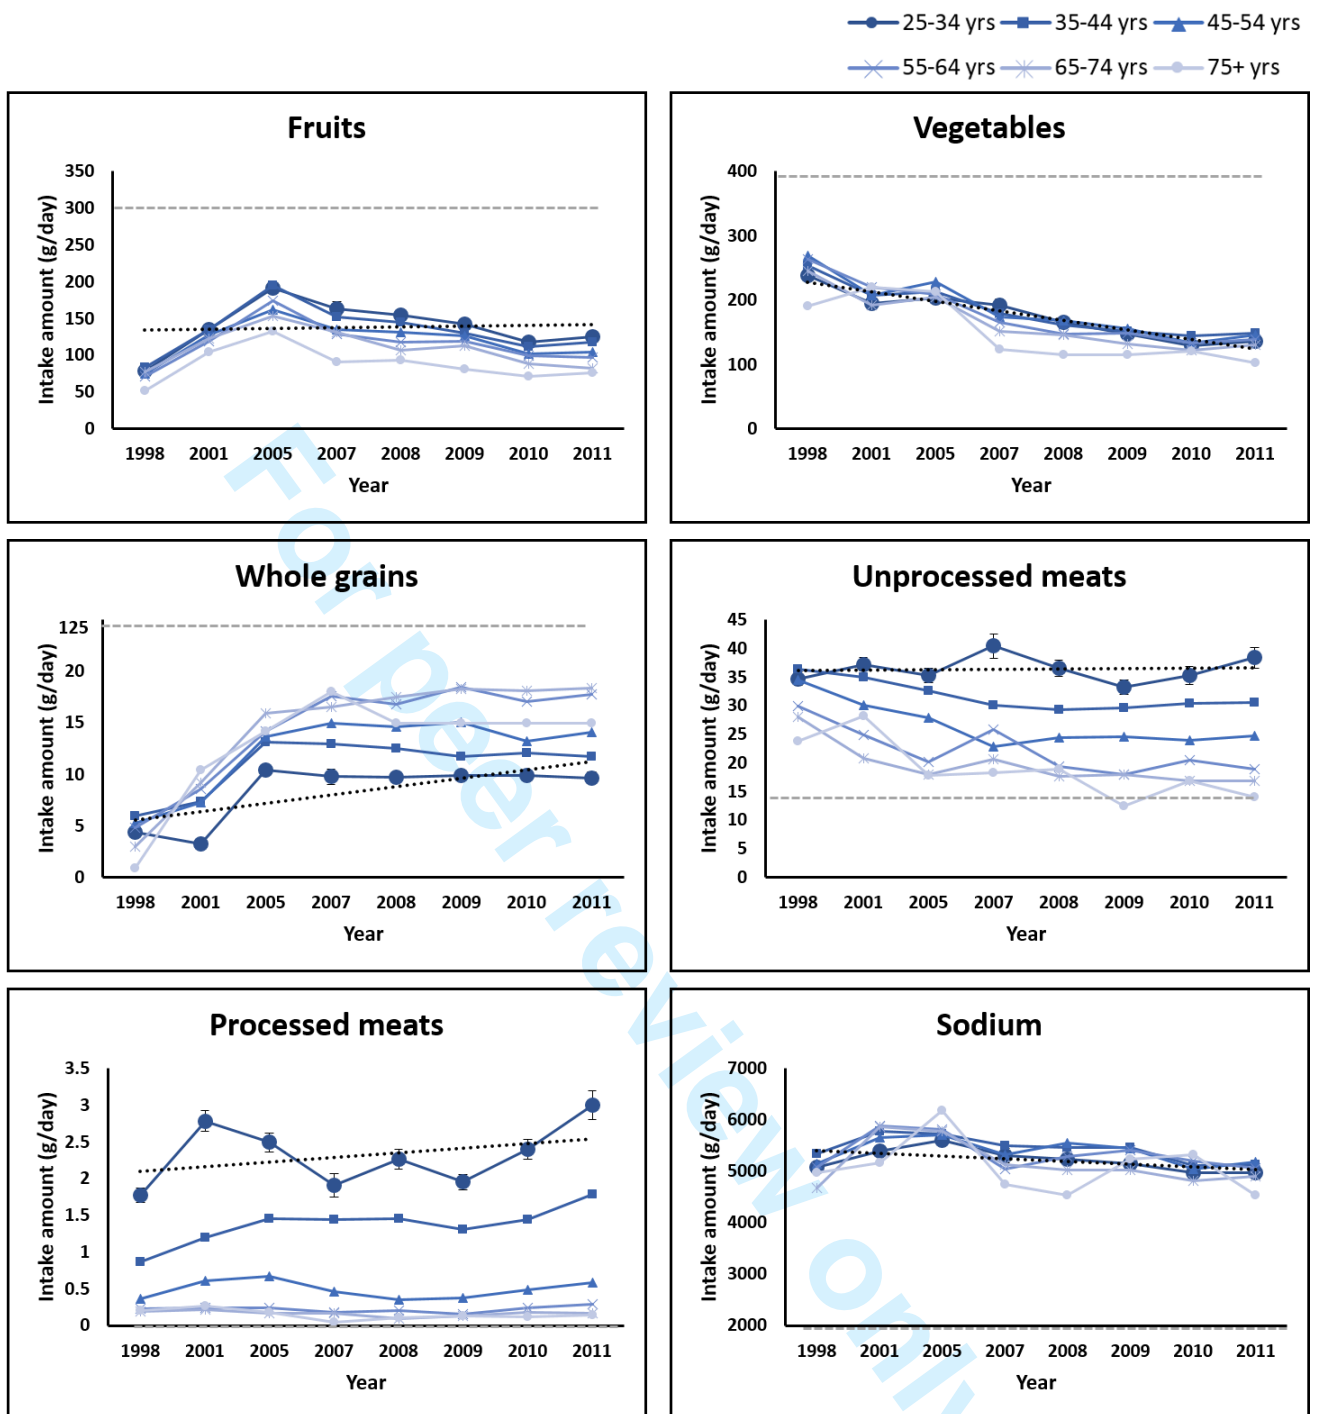 25-34 yrs 35-44 yrs 45-54 yrs
55-64 yrs 65-74 yrs 75+ yrs
Fruits
Intake amount (g/day)
350
300
250
200
150
100
50
0
1998 2001 2005 2007 2008 2009 2010 2011
Year
Vegetables
Intake amount (g/day)
400
300
200
100
0
1998 2001 2005 2007 2008 2009 2010 2011
Year
Whole grains
Intake amount (g/day)
125
20
15
10
5
0
1998 2001 2005 2007 2008 2009 2010 2011
Year
Unprocessed meats
Intake amount (g/day)
45
40
35
30
25
20
15
10
5
0
1998 2001 2005 2007 2008 2009 2010 2011
Year
Processed meats
Intake amount (g/day)
3.5
3
2.5
2
1.5
1
0.5
0
1998 2001 2005 2007 2008 2009 2010 2011
Year
Sodium
Intake amount (g/day)
7000
6000
5000
4000
3000
2000
1998 2001 2005 2007 2008 2009 2010 2011
Year
For peer review only